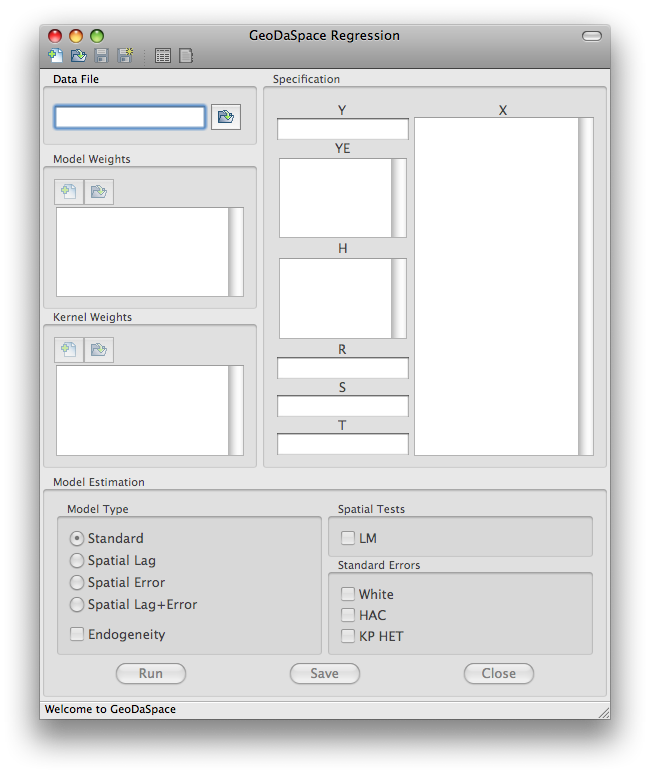 GeoDaSpace Regression
Data File
Specification
Y
X
YE
Model Weights
H
Kernel Weights
R
S
T
Model Estimation
Model Type
Spatial Tests
Standard
LM
Spatial Lag
Standard Errors
Spatial Error
White
Spatial Lag+Error
HAC
Endogeneity
KP HET
Run
Save
Close
Welcome to GeoDaSpace